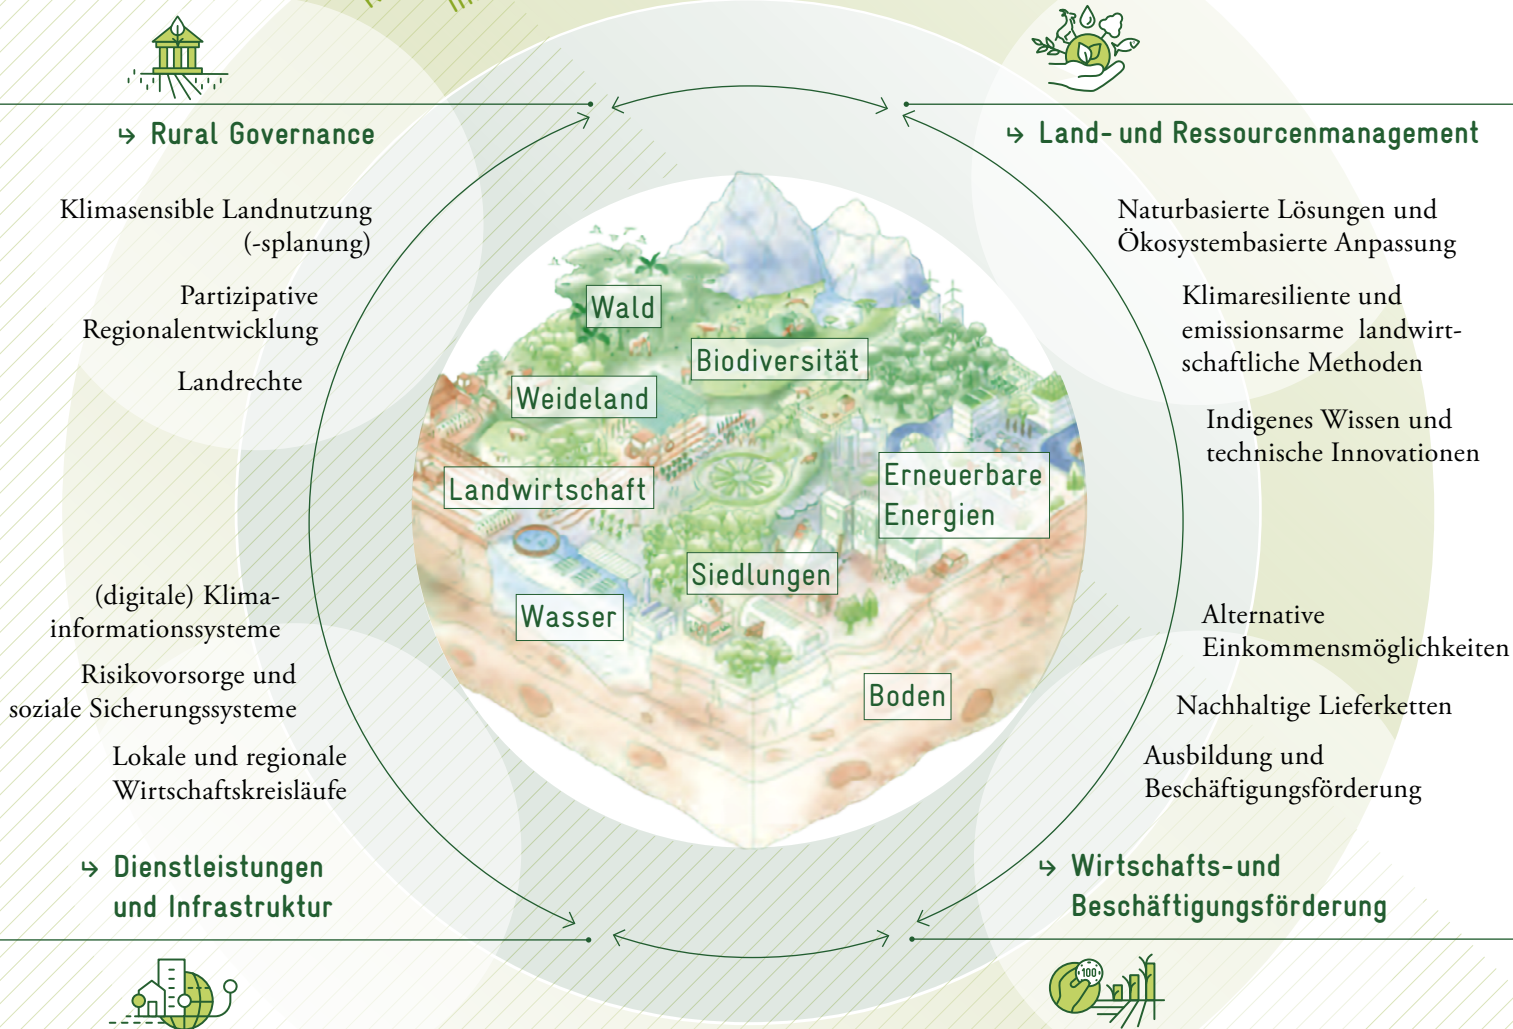 ↳ Rural Governance
Klimasensible Landnutzung
(-splanung)
Partizipative
Regionalentwicklung
Landrechte
↳ Land- und Ressourcenmanagement
Naturbasierte Lösungen und
Ökosystembasierte Anpassung
Klimaresiliente und
emissionsarme landwirt-
schaftliche Methoden
Indigenes Wissen und
technische Innovationen
Wald
Biodiversität
Weideland
Landwirtschaft
Erneuerbare
Energien
Siedlungen
Wasser
Boden
(digitale) Klima-
informationssysteme
Risikovorsorge und
soziale Sicherungssysteme
Lokale und regionale
Wirtschaftskreisläufe
↳ Dienstleistungen
und Infrastruktur
Alternative
Einkommensmöglichkeiten
Nachhaltige Lieferketten
Ausbildung und
Beschäftigungsförderung
↳ Wirtschafts-und
Beschäftigungsförderung
100